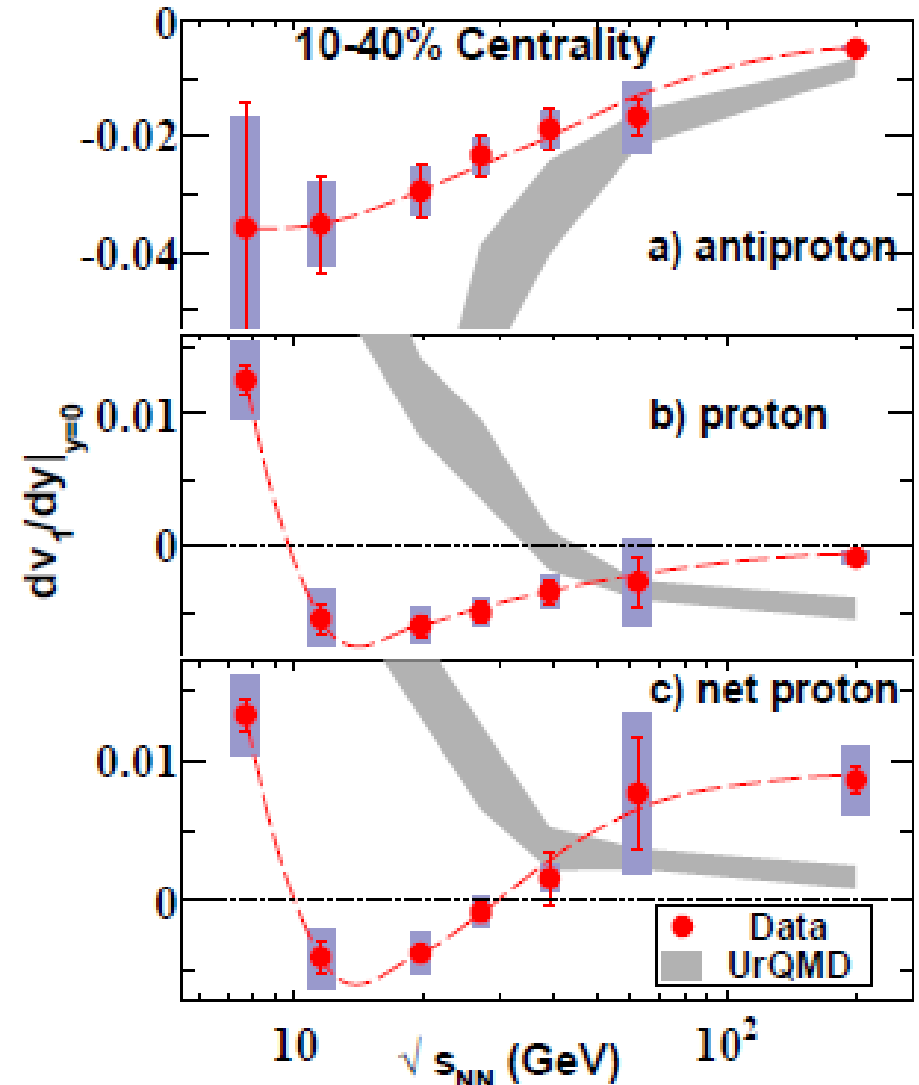 0
10-40% Centrality
-0.02
-0.04
a) antiproton
0.01
b) proton
0
dv₁/dy|y=0
c) net proton
0.01
0
Data
UrQMD
10
10²
√ sNN (GeV)